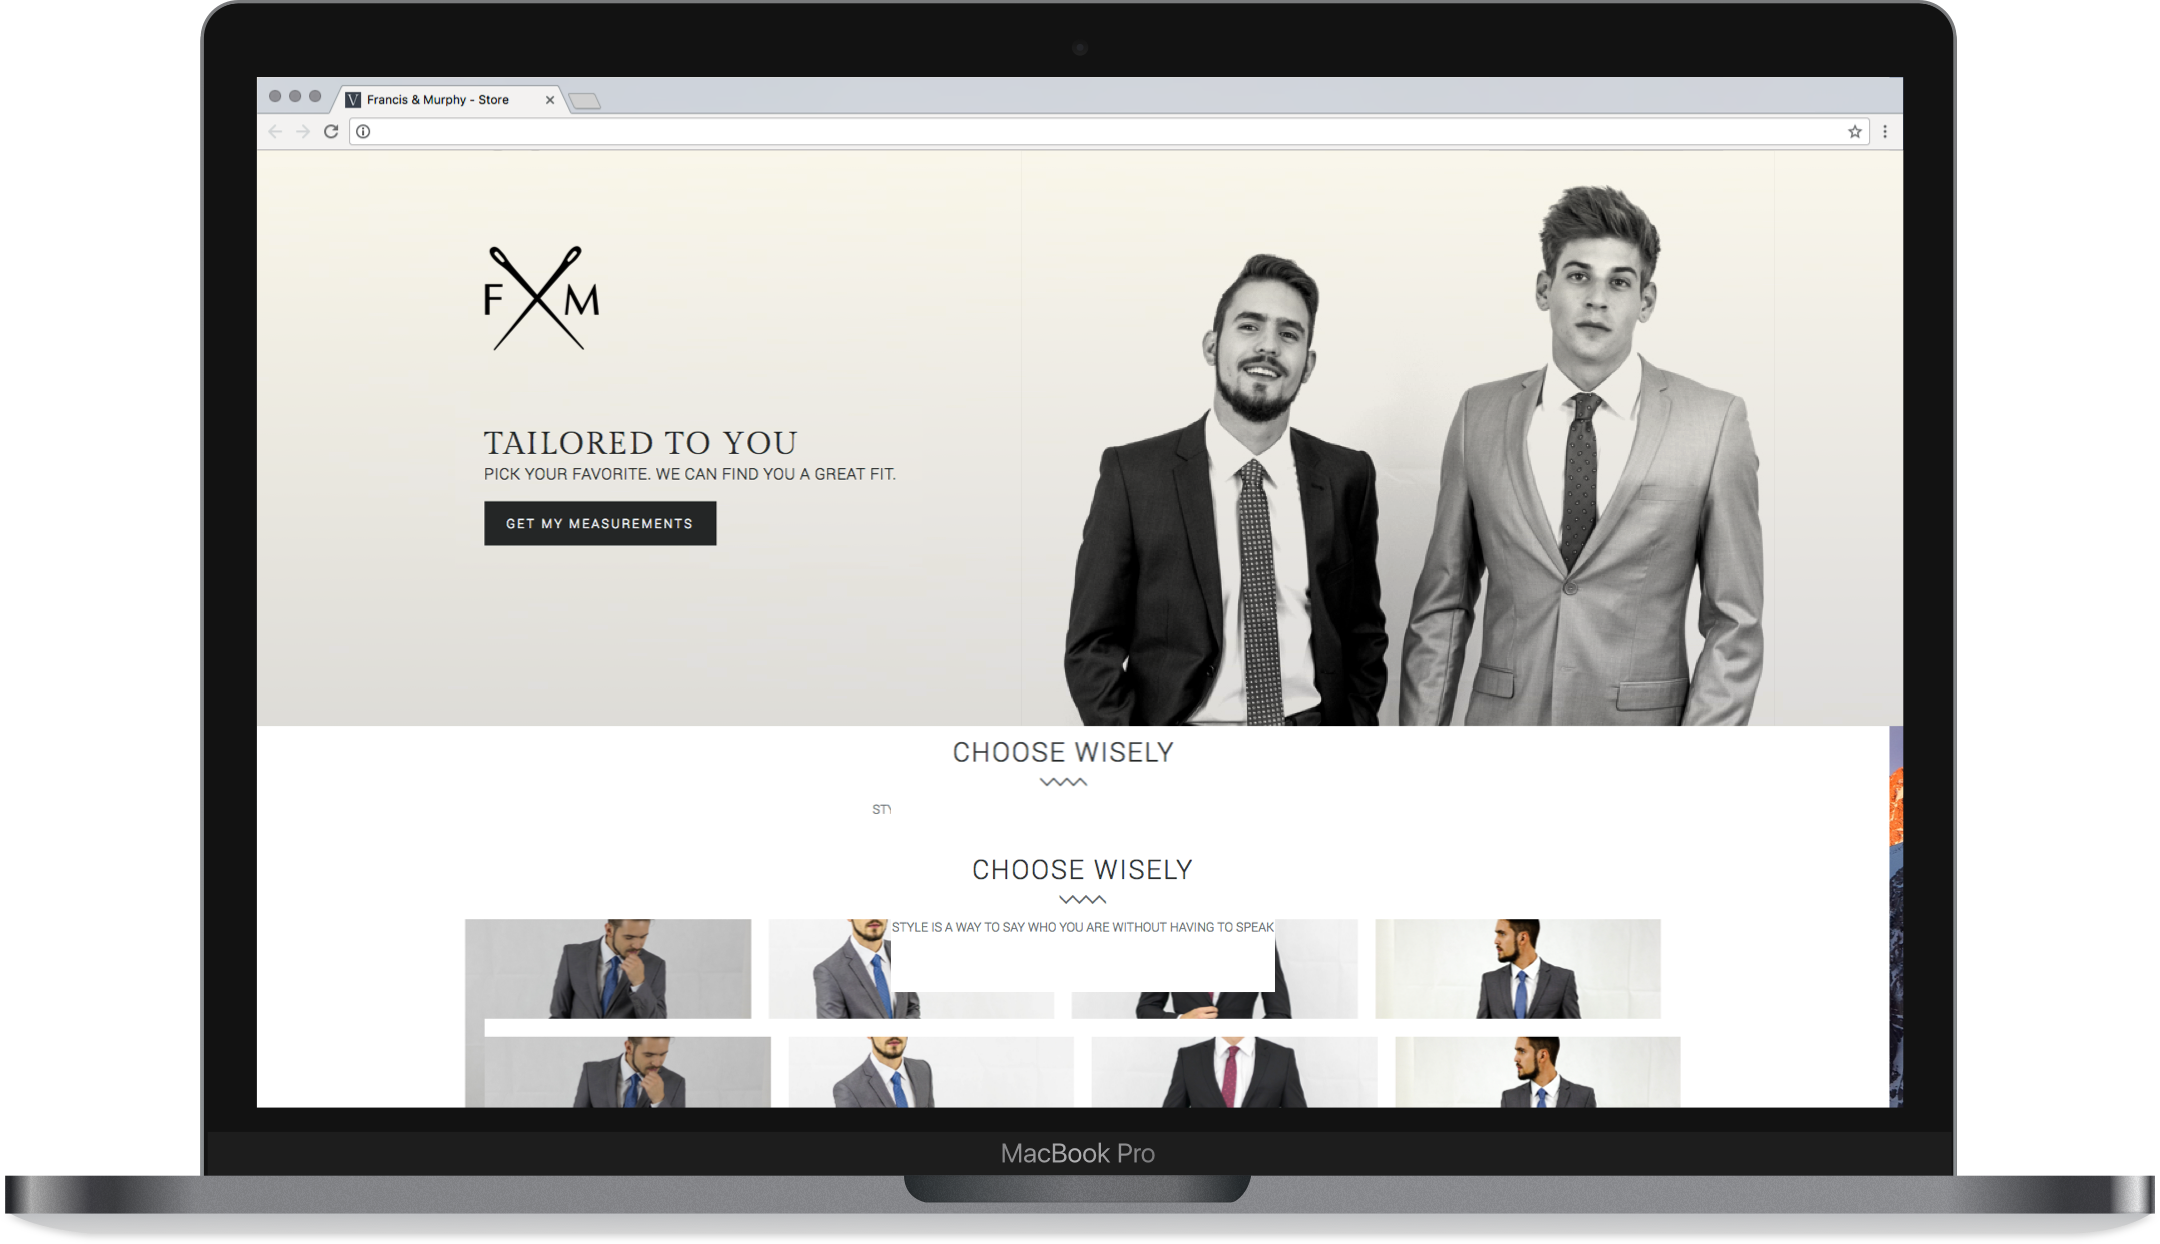 V Francis & Murphy - Store
F M
TAILORED TO YOU
PICK YOUR FAVORITE. WE CAN FIND YOU A GREAT FIT.
GET MY MEASUREMENTS
CHOOSE WISELY
STY
CHOOSE WISELY
STYLE IS A WAY TO SAY WHO YOU ARE WITHOUT HAVING TO SPEAK
MacBook Pro